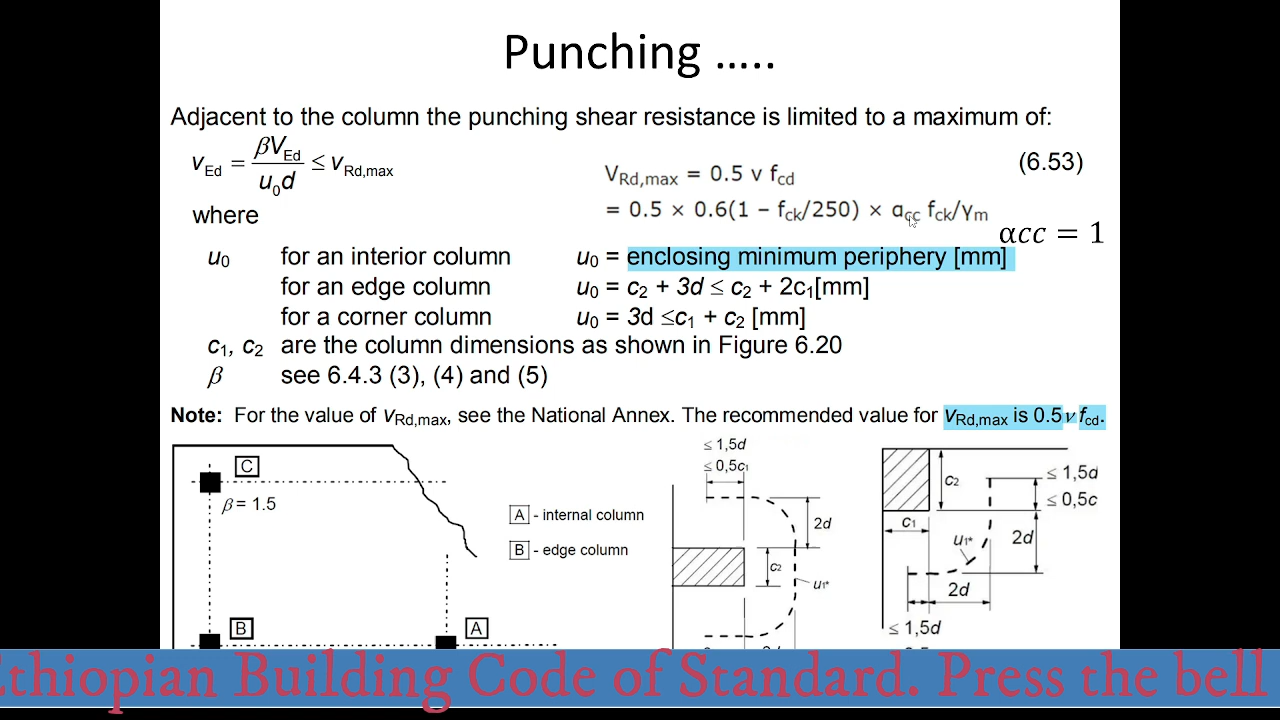 Punching …..
Adjacent to the column the punching shear resistance is limited to a maximum of:
vEd = βVEd / u0d ≤ vRd,max
VRd,max = 0.5 v fcd
(6.53)
= 0.5 × 0.6(1 − fck/250) × αcc fck/γm
αcc = 1
where
u0 for an interior column u0 = enclosing minimum periphery [mm]
for an edge column u0 = c2 + 3d ≤ c2 + 2c1[mm]
for a corner column u0 = 3d ≤c1 + c2 [mm]
c1, c2 are the column dimensions as shown in Figure 6.20
β see 6.4.3 (3), (4) and (5)
Note: For the value of vRd,max, see the National Annex. The recommended value for vRd,max is 0.5ν fcd.
C
β = 1.5
A - internal column
B - edge column
B
A
≤ 1,5d
≤ 0,5c1
2d
c2
u1*
c2
≤ 1,5d
≤ 0,5c
c1
u1*
2d
2d
≤ 1,5d
Ethiopian Building Code of Standard. Press the bell